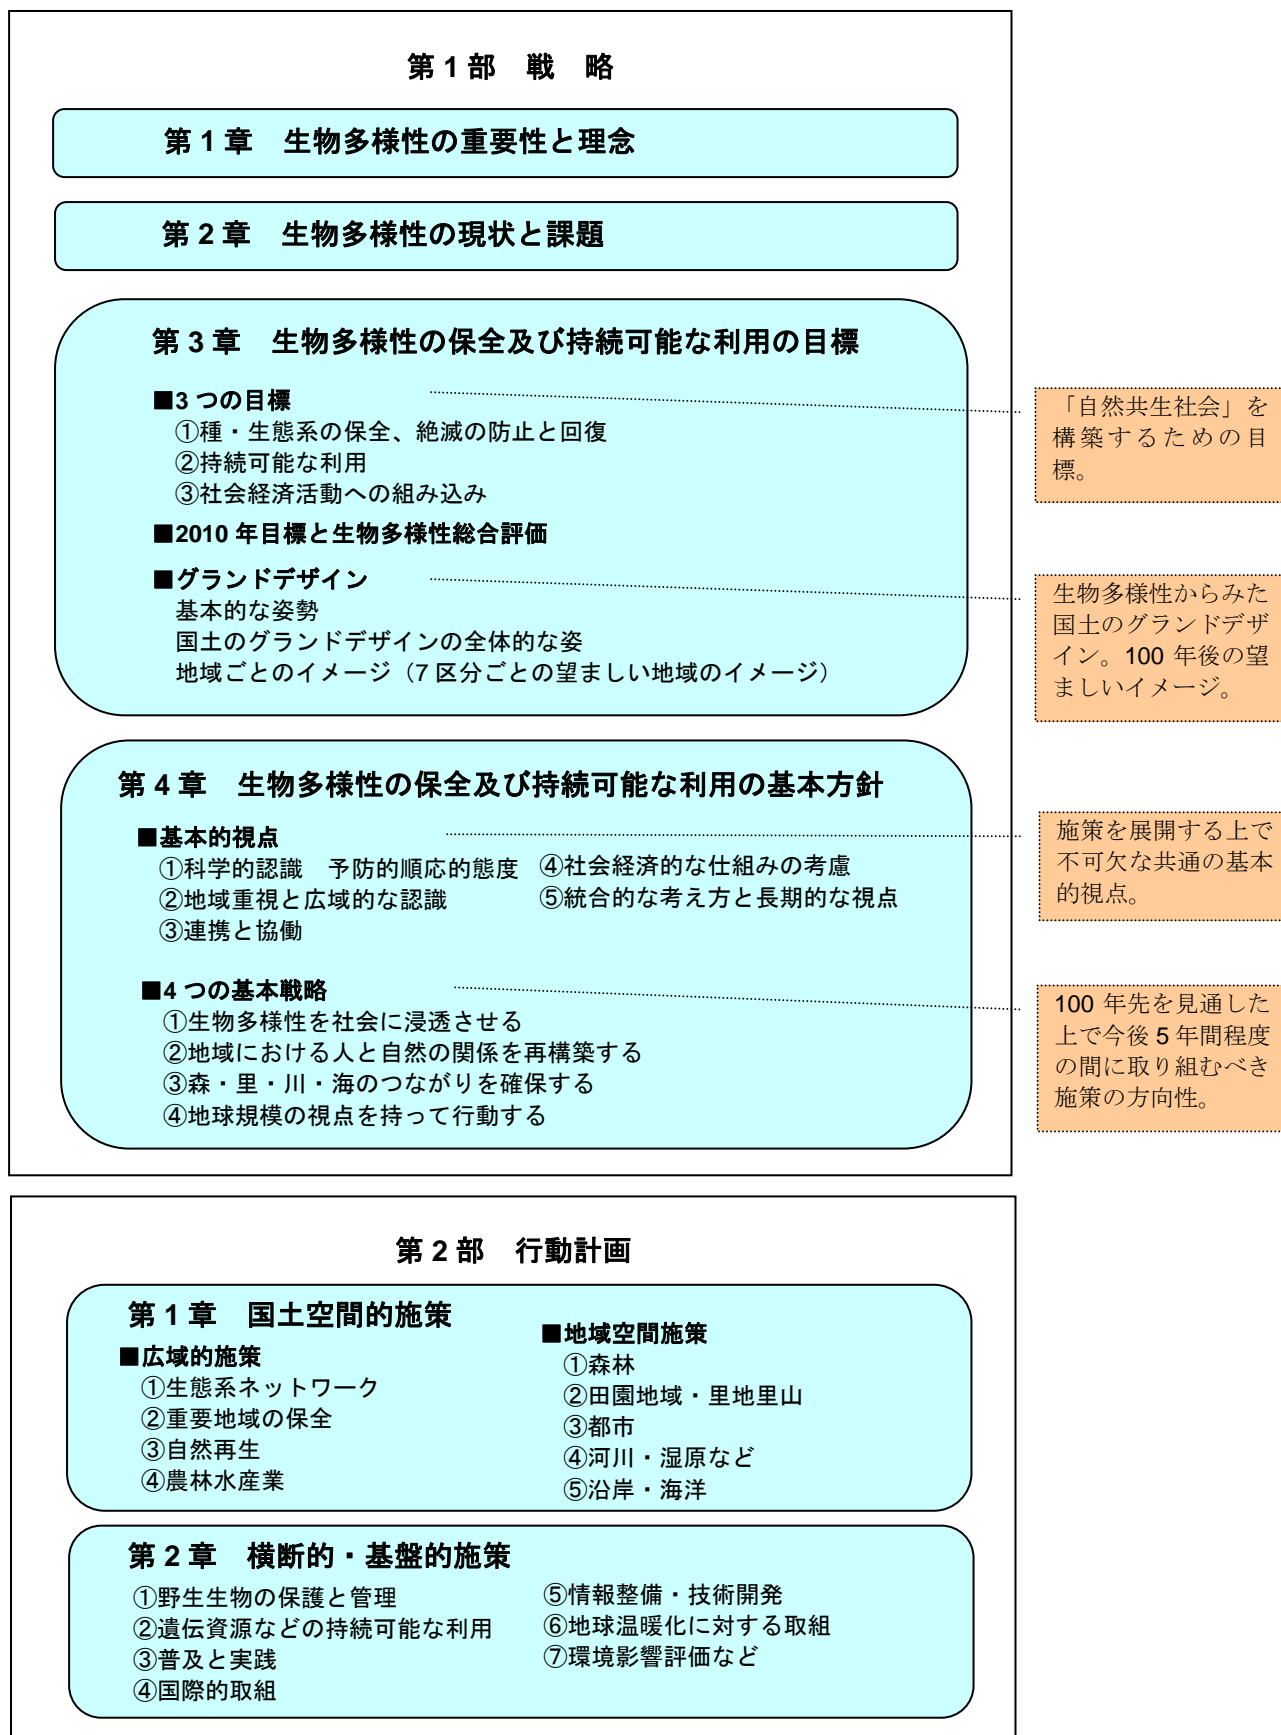 第1部 戦 略
第1章 生物多様性の重要性と理念
第2章 生物多様性の現状と課題
第3章 生物多様性の保全及び持続可能な利用の目標
■3つの目標
①種・生態系の保全、絶滅の防止と回復
②持続可能な利用
③社会経済活動への組み込み
■2010年目標と生物多様性総合評価
■グランドデザイン
基本的な姿勢
国土のグランドデザインの全体的な姿
地域ごとのイメージ（7区分ごとの望ましい地域のイメージ）
「自然共生社会」を
構築するための目
標。
生物多様性からみた
国土のグランドデザ
イン。100年後の望
ましいイメージ。
第4章 生物多様性の保全及び持続可能な利用の基本方針
■基本的視点
①科学的認識 予防的順応的態度
②地域重視と広域的な認識
③連携と協働
④社会経済的な仕組みの考慮
⑤統合的な考え方と長期的な視点
■4つの基本戦略
①生物多様性を社会に浸透させる
②地域における人と自然の関係を再構築する
③森・里・川・海のつながりを確保する
④地球規模の視点を持って行動する
施策を展開する上で
不可欠な共通の基本
的視点。
100年先を見通した
上で今後5年間程度
の間に取り組むべき
施策の方向性。
第2部 行動計画
第1章 国土空間的施策
■広域的施策
①生態系ネットワーク
②重要地域の保全
③自然再生
④農林水産業
■地域空間施策
①森林
②田園地域・里地里山
③都市
④河川・湿原など
⑤沿岸・海洋
第2章 横断的・基盤的施策
①野生生物の保護と管理
②遺伝資源などの持続可能な利用
③普及と実践
④国際的取組
⑤情報整備・技術開発
⑥地球温暖化に対する取組
⑦環境影響評価など